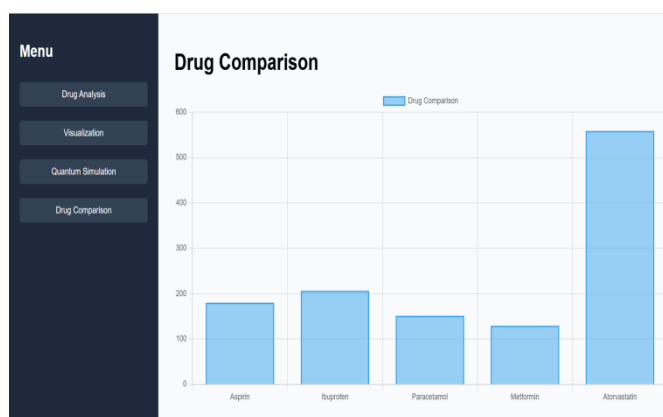 Menu
Drug Analysis
Visualization
Quantum Simulation
Drug Comparison
Drug Comparison
Drug Comparison
600
500
400
300
200
100
0
Aspirin
Ibuprofen
Paracetamol
Metformin
Atorvastatin